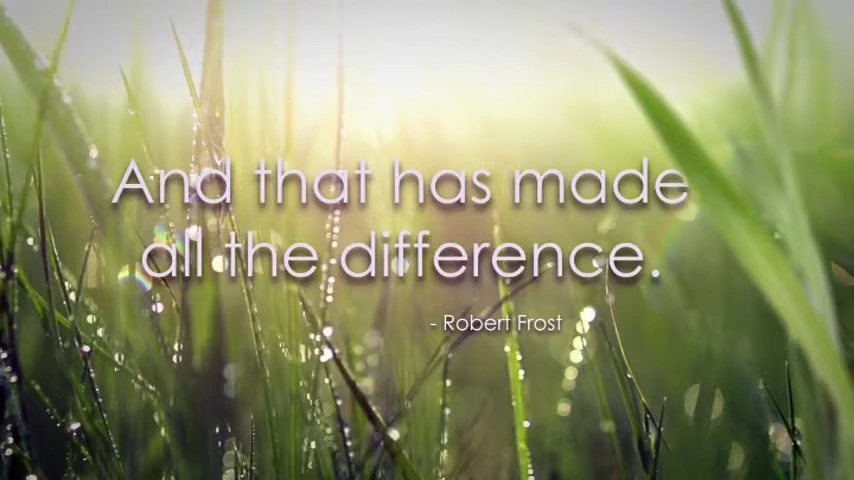 And that has made
all the difference.
- Robert Frost